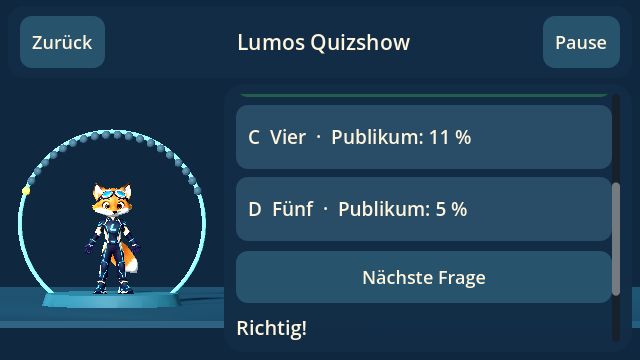 Zurück
Lumos Quizshow
Pause
C Vier · Publikum: 11 %
D Fünf · Publikum: 5 %
Nächste Frage
Richtig!